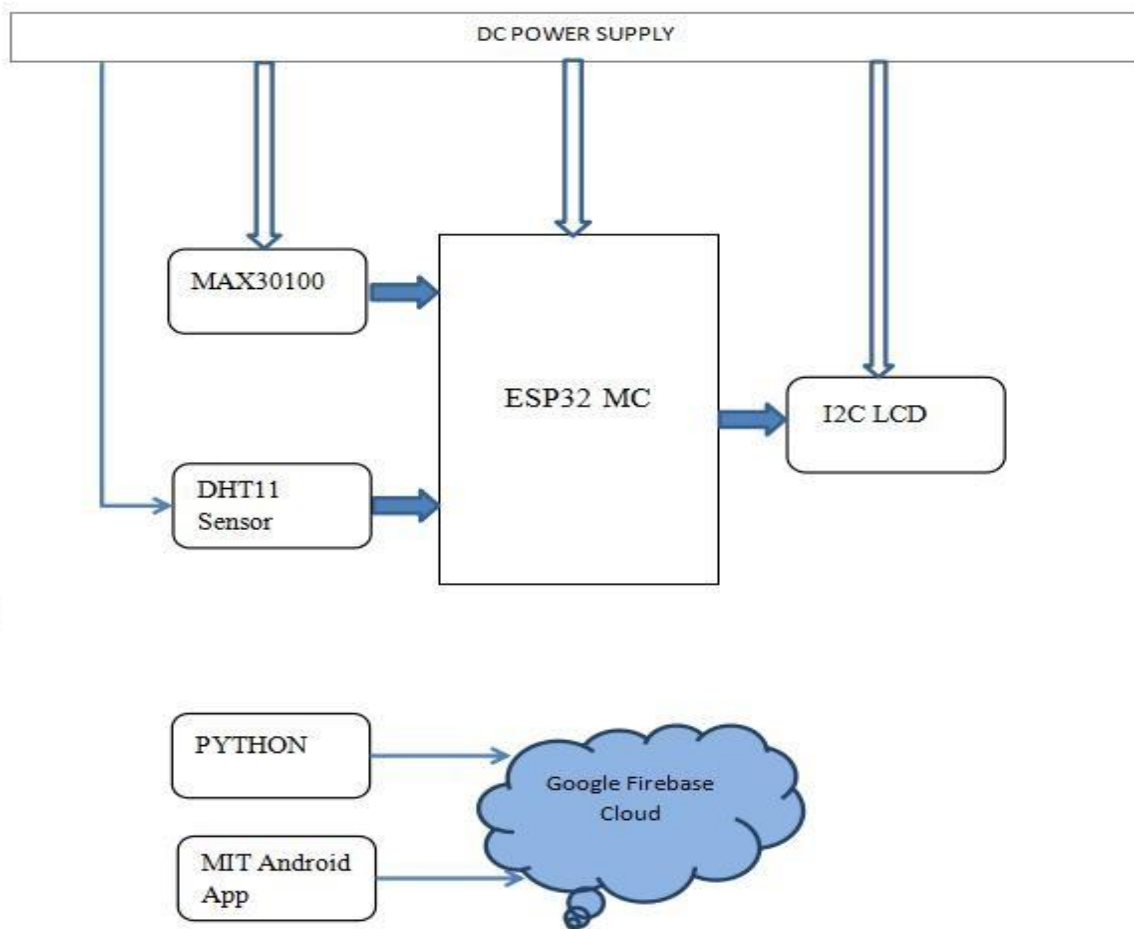 DC POWER SUPPLY
MAX30100
ESP32 MC
I2C LCD
DHT11
Sensor
PYTHON
Google Firebase
Cloud
MIT Android
App